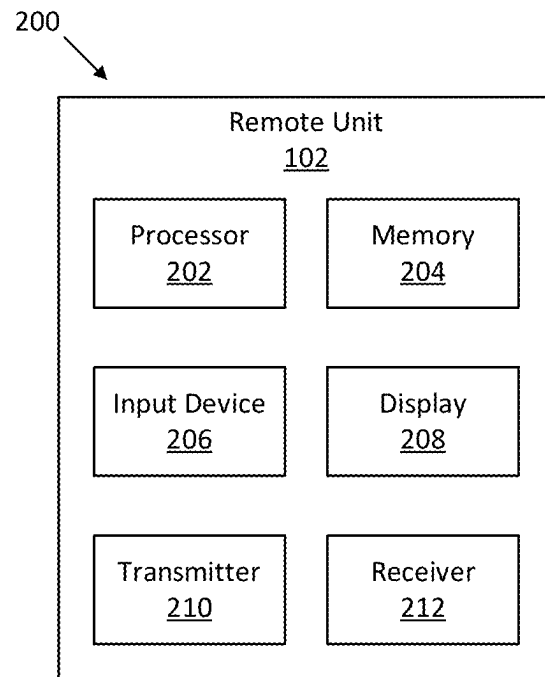 200
Remote Unit
102
Processor
202
Memory
204
Input Device
206
Display
208
Transmitter
210
Receiver
212